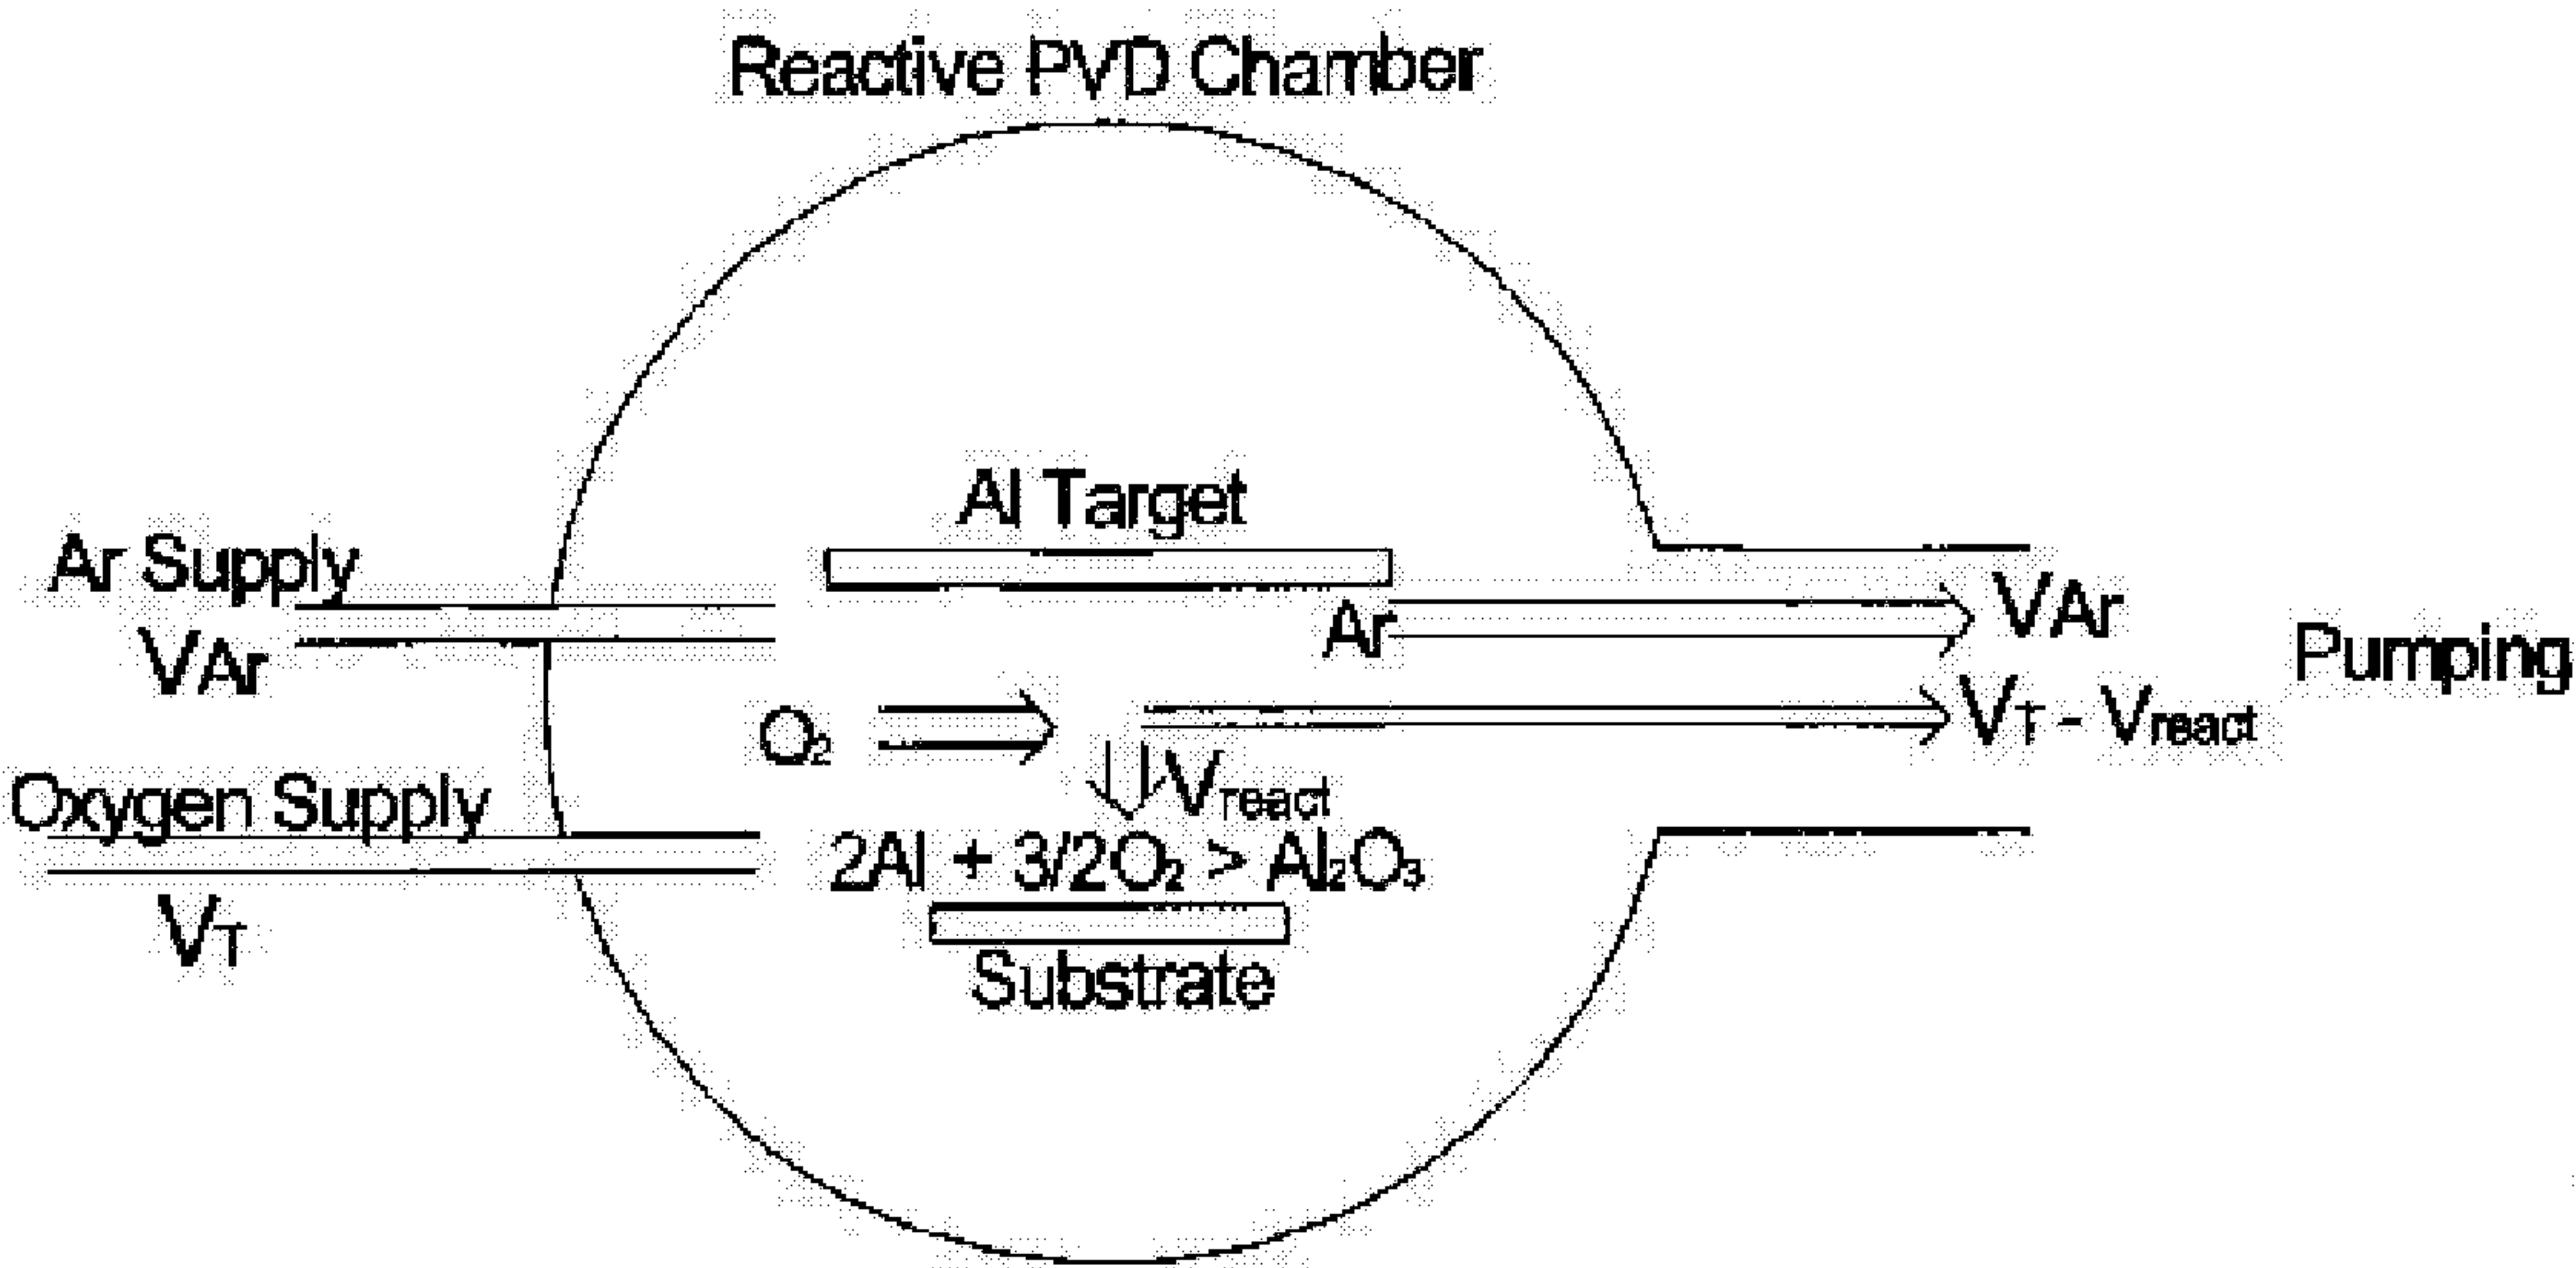 Reactive PVD Chamber
Al Target
Ar Supply
VAr
Ar
VAr
Pumping
O₂
VT - Vreact
Vreact
Oxygen Supply
VT
2Al + 3/2O₂ > Al₂O₃
Substrate